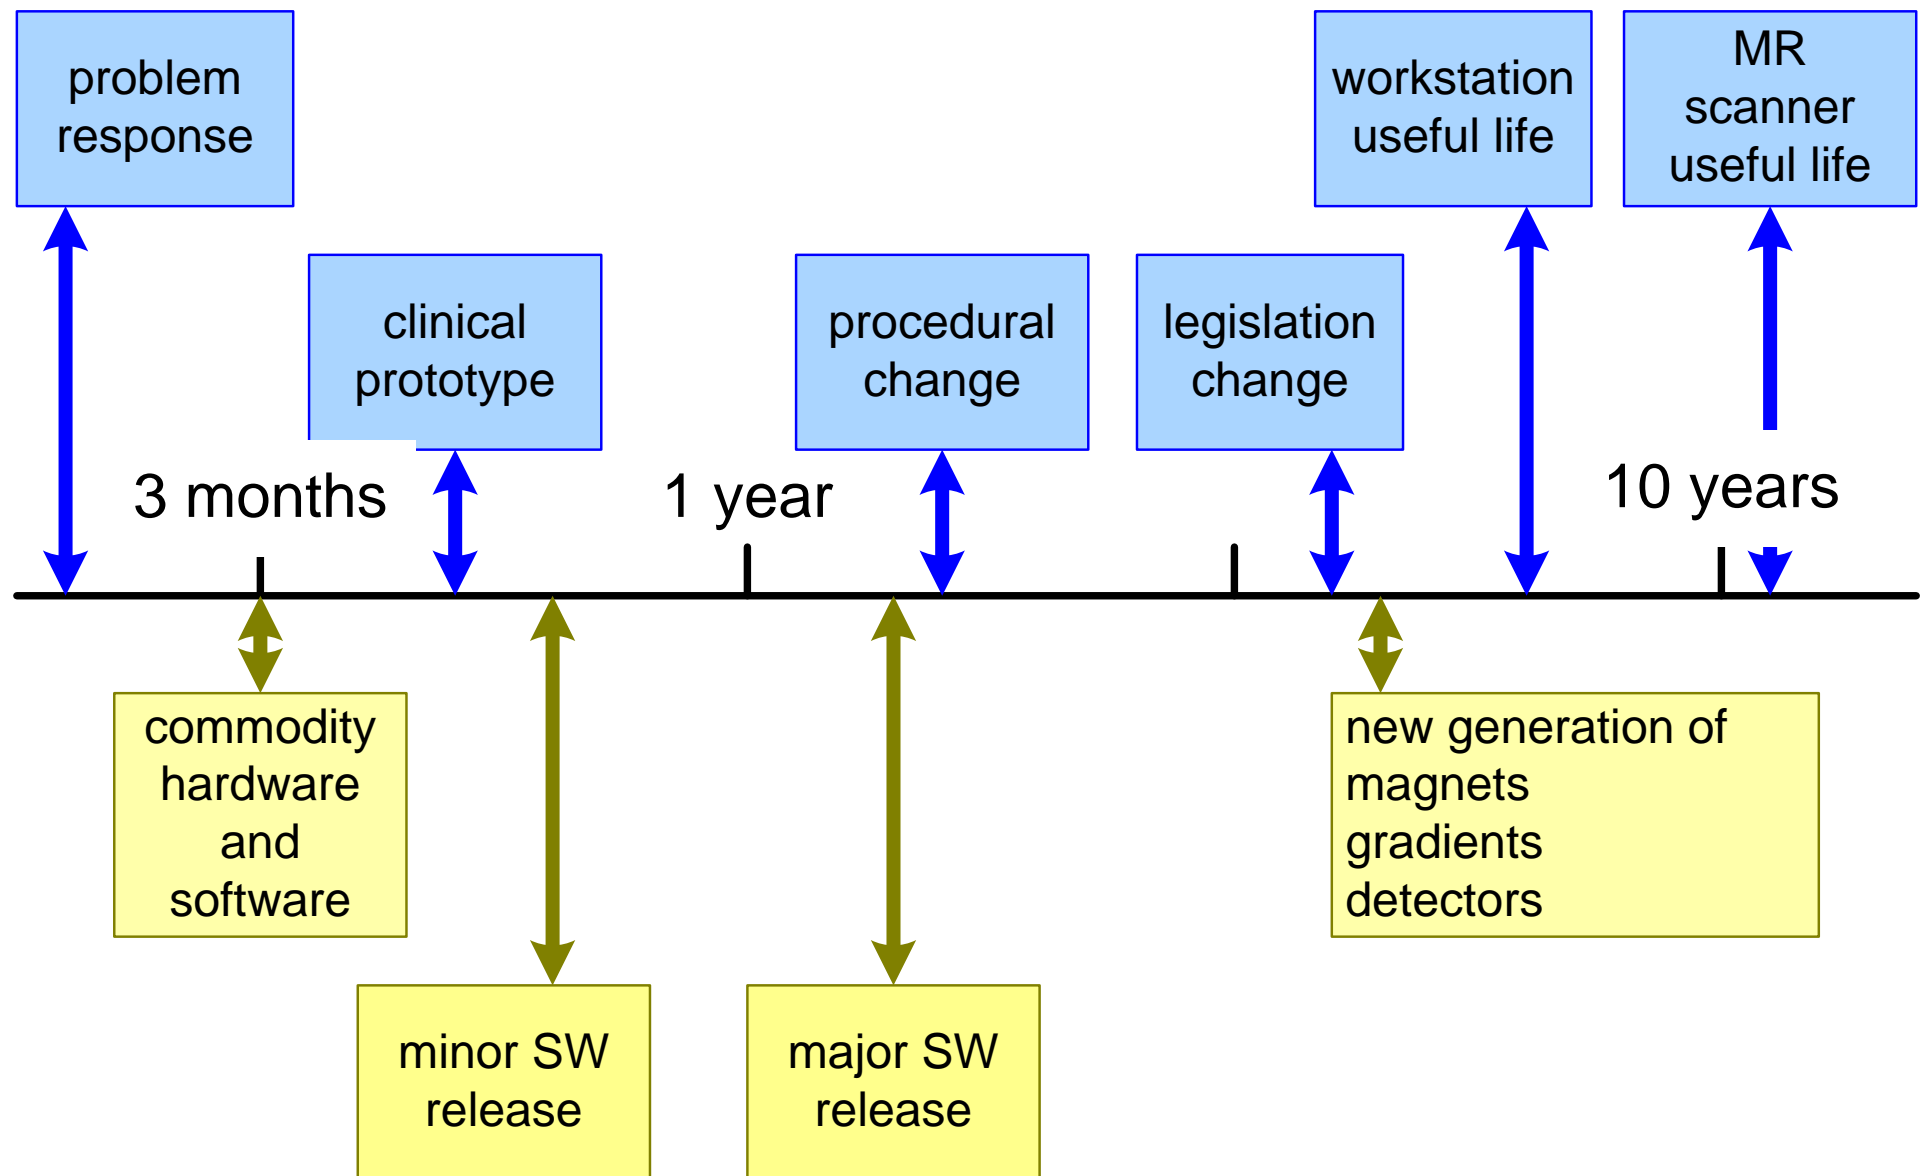 problem
response
workstation
useful life
MR
scanner
useful life
clinical
prototype
procedural
change
legislation
change
3 months
1 year
10 years
commodity
hardware
and
software
new generation of
magnets
gradients
detectors
minor SW
release
major SW
release